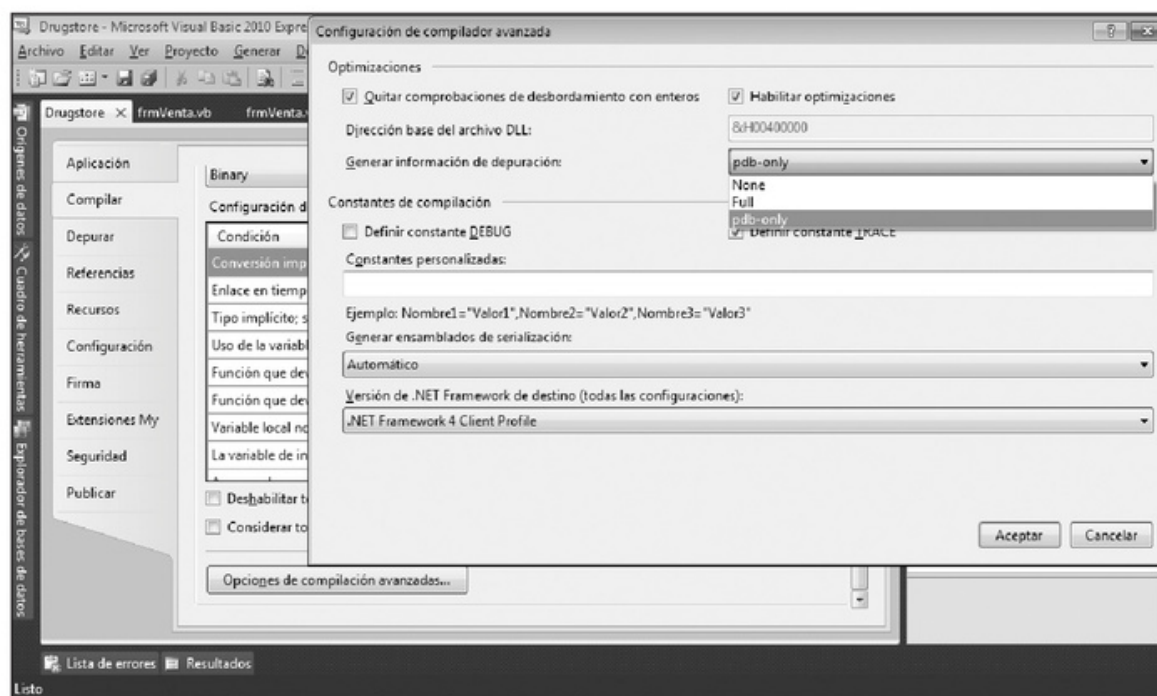 Drugstore - Microsoft Visual Basic 2010 Expre
Archivo Editar Ver Proyecto Generar
Drugstore frmVenta.vb frmVenta.
Orígenes de datos
Cuadro de herramientas
Explorador de bases de datos
Aplicación
Compilar
Depurar
Referencias
Recursos
Configuración
Firma
Extensiones My
Seguridad
Publicar
Binary
Configuración d
Condición
Conversión imp
Enlace en tiemp
Tipo implícito; s
Uso de la variabl
Función que dev
Función que dev
Variable local no
La variable de in
Deshabilitar t
Considerar to
Opciones de compilación avanzadas...
Configuración de compilador avanzada
Optimizaciones
Quitar comprobaciones de desbordamiento con enteros
Habilitar optimizaciones
Dirección base del archivo DLL:
&H00400000
Generar información de depuración:
pdb-only
None
Full
pdb-only
Constantes de compilación
Definir constante DEBUG
Definir constante TRACE
Constantes personalizadas:
Ejemplo: Nombre1="Valor1",Nombre2="Valor2",Nombre3="Valor3"
Generar ensamblados de serialización:
Automático
Versión de .NET Framework de destino (todas las configuraciones):
.NET Framework 4 Client Profile
Aceptar Cancelar
Lista de errores Resultados
Listo